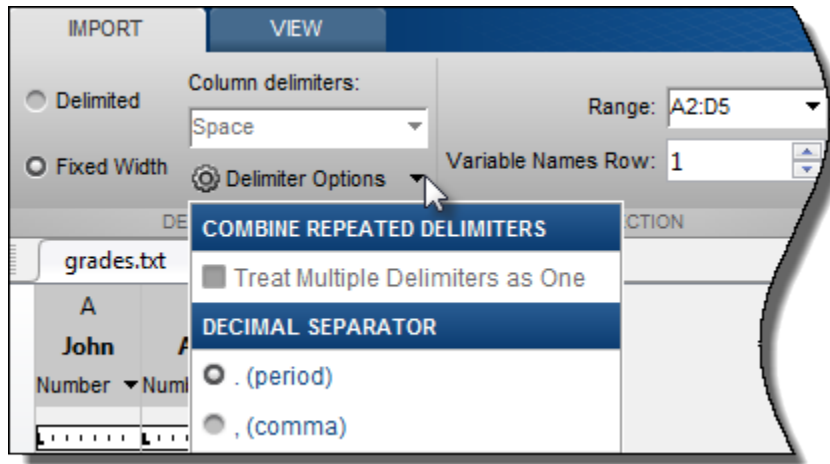 IMPORT VIEW
Column delimiters:
Delimited
Space
Range: A2:D5
Fixed Width
Delimiter Options
Variable Names Row: 1
COMBINE REPEATED DELIMITERS
grades.txt
Treat Multiple Delimiters as One
A
DECIMAL SEPARATOR
John
Number
. (period)
, (comma)